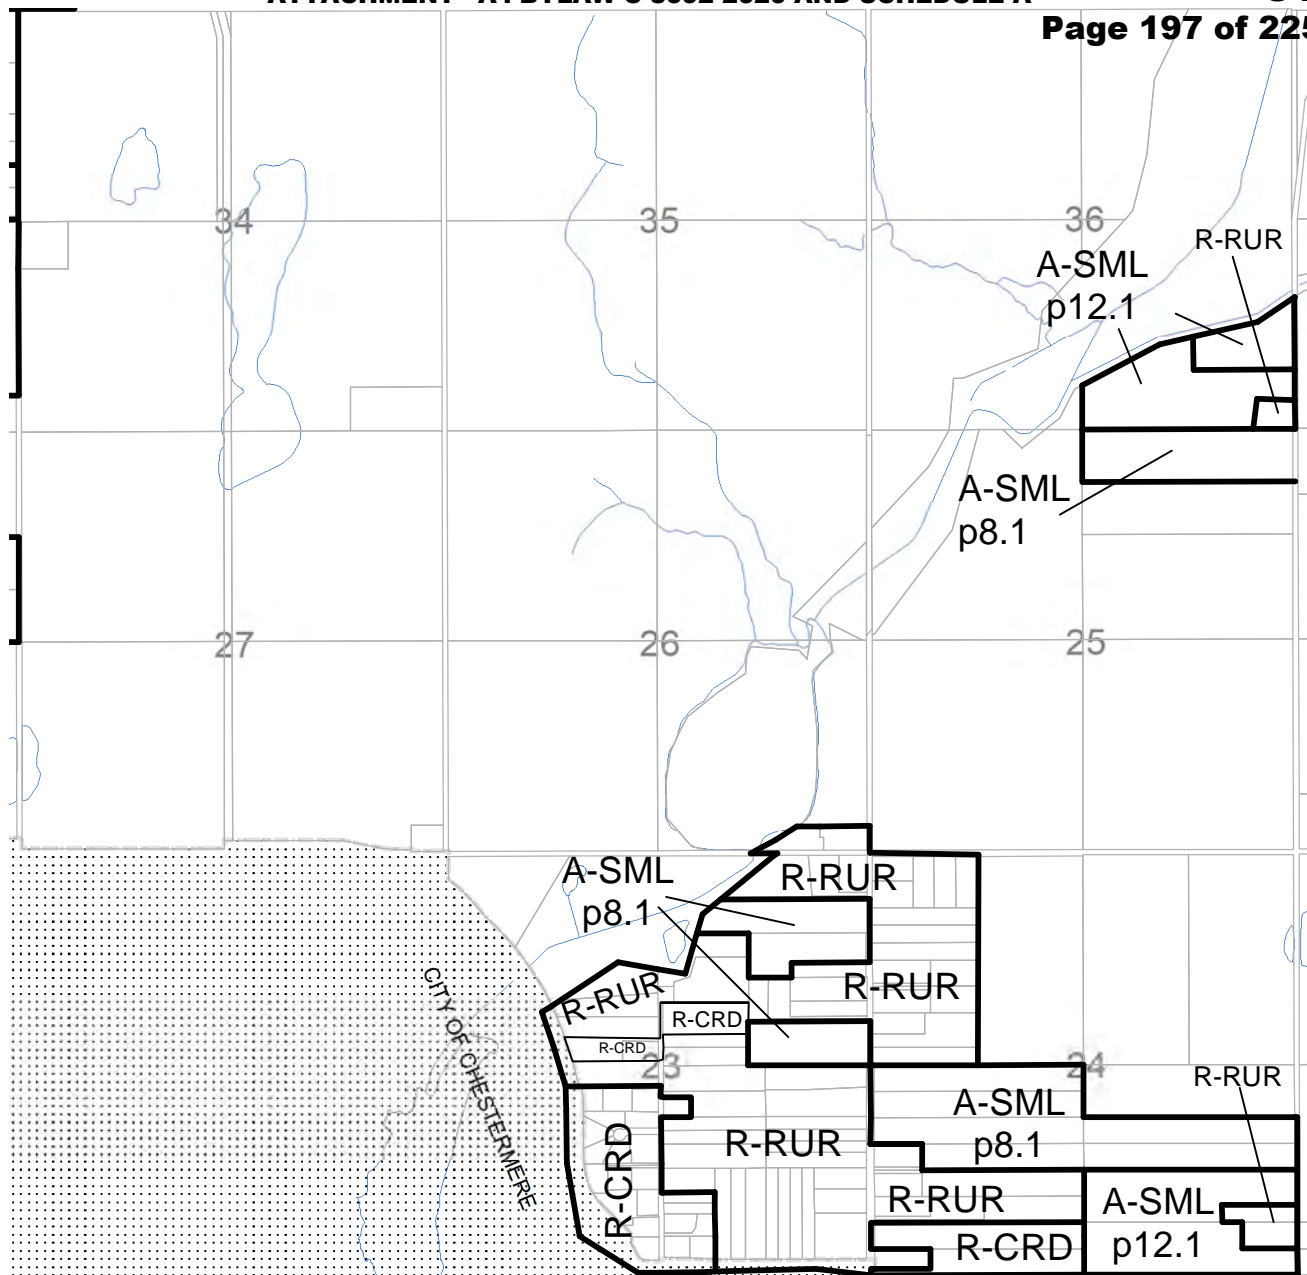 Page 197 of 225
34
35
36
R-RUR
A-SML
p12.1
A-SML
p8.1
27
26
25
A-SML
p8.1
R-RUR
R-RUR
R-RUR
R-CRD
R-CRD
CITY OF CHESTERMERE
23
24
R-RUR
A-SML
p8.1
R-RUR
R-CRD
R-RUR
A-SML
p12.1
R-CRD